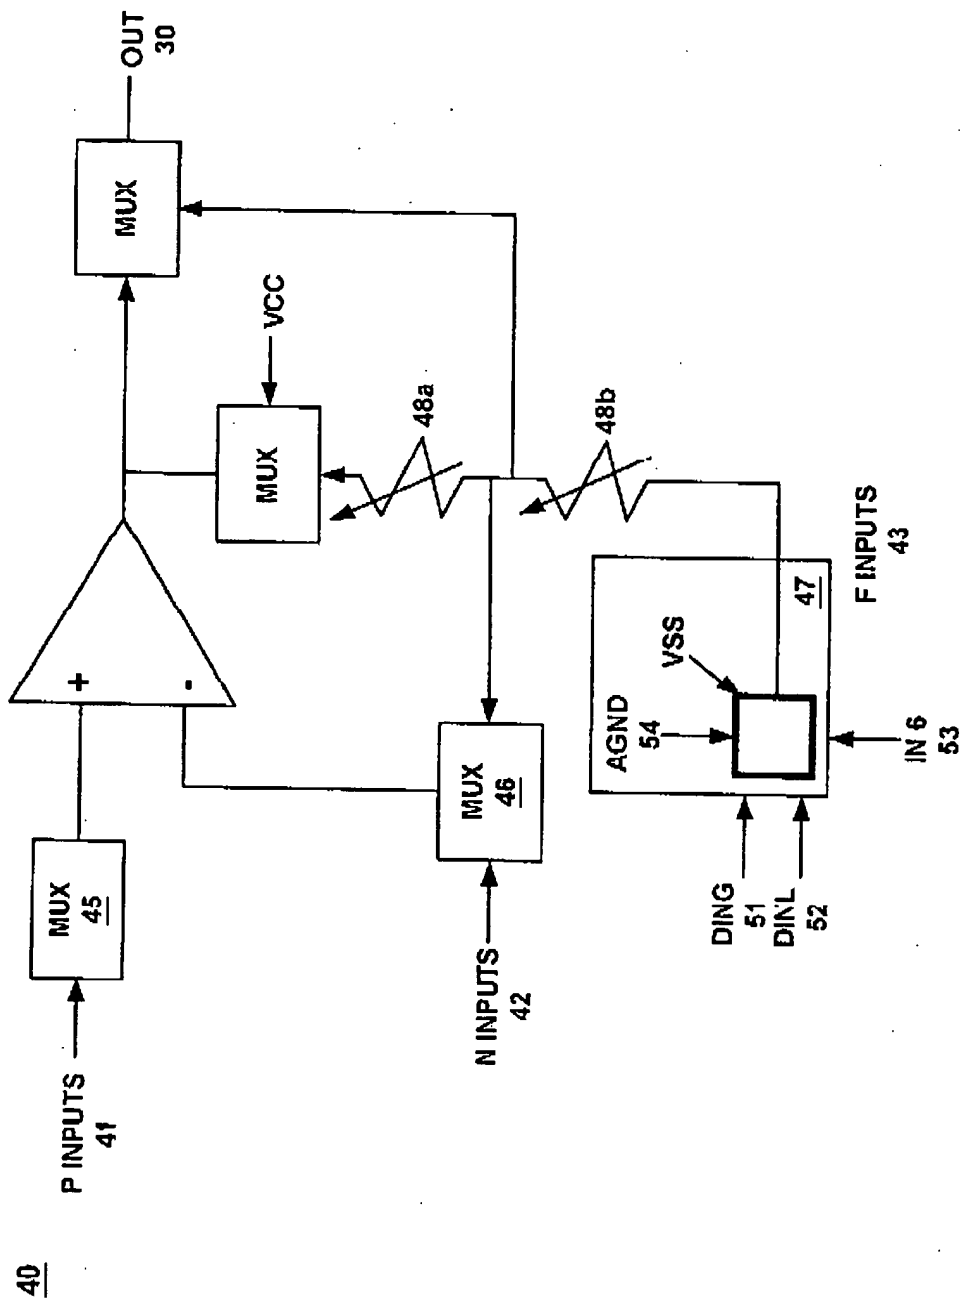 40
P INPUTS
41
MUX
45
+
-
MUX
OUT
30
VCC
MUX
48a
N INPUTS
42
MUX
46
48b
DING
51
DINL
52
AGND
54
VSS
47
IN 6
53
F INPUTS
43